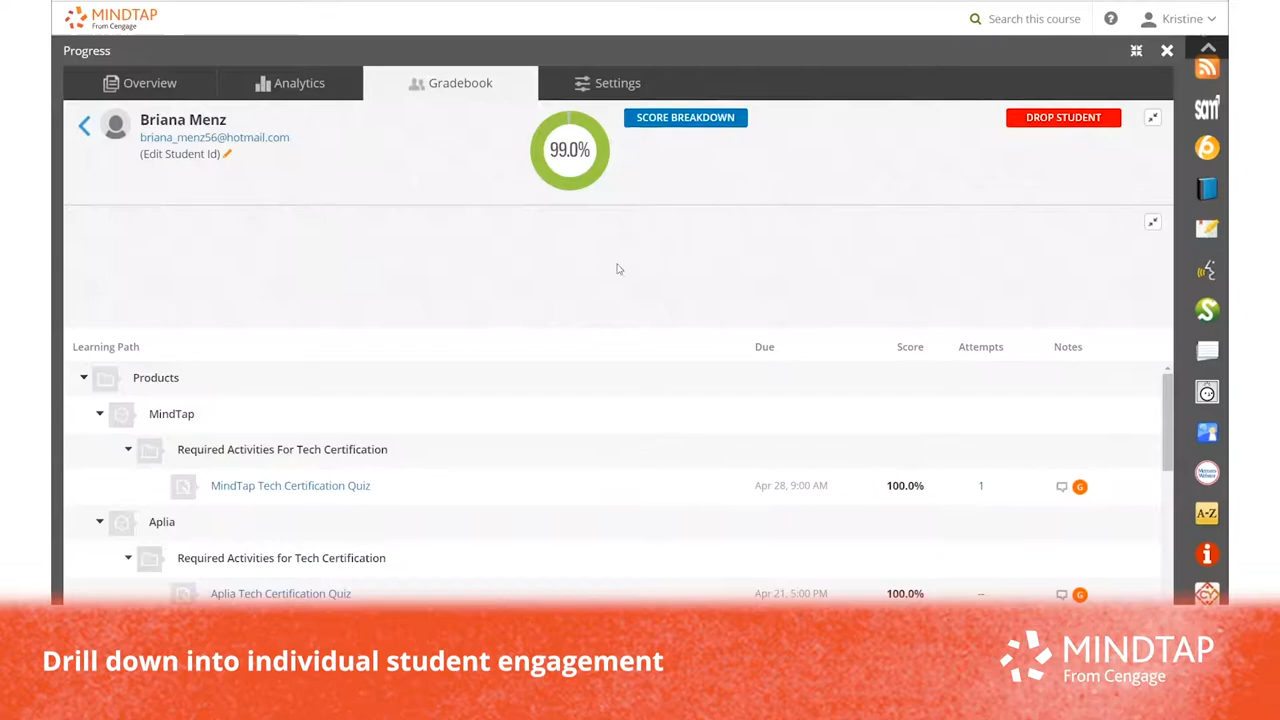 MINDTAP
From Cengage
Search this course
Kristine
Progress
Overview
Analytics
Gradebook
Settings
Briana Menz
briana_menz56@hotmail.com
(Edit Student Id)
99.0%
SCORE BREAKDOWN
DROP STUDENT
Learning Path Due Score Attempts Notes
Products
MindTap
Required Activities For Tech Certification
MindTap Tech Certification Quiz Apr 28, 9:00 AM 100.0% 1 G
Aplia
Required Activities for Tech Certification
Aplia Tech Certification Quiz Apr 21, 5:00 PM 100.0% -- G
sam
A-Z
Drill down into individual student engagement
MINDTAP
From Cengage